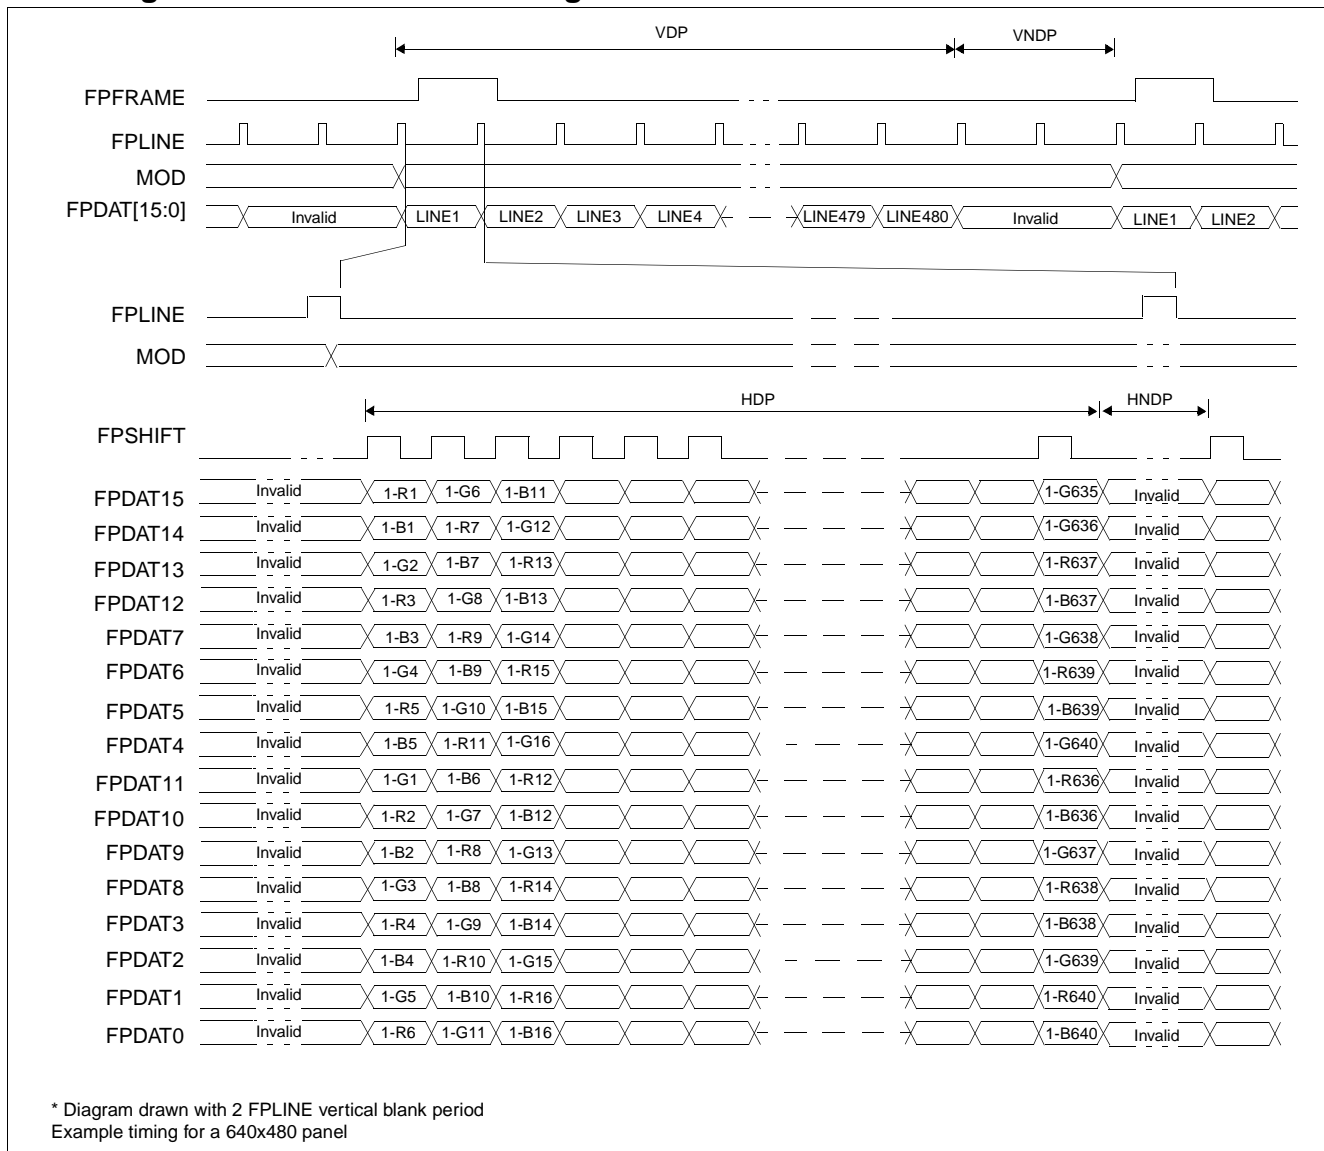 VDP VNDP
FPFRAME
FPLINE
MOD
FPDAT[15:0] Invalid LINE1 LINE2 LINE3 LINE4 LINE479 LINE480 Invalid LINE1 LINE2
FPLINE
MOD
HDP HNDP
FPSHIFT
FPDAT15 Invalid 1-R1 1-G6 1-B11 1-G635 Invalid
FPDAT14 Invalid 1-B1 1-R7 1-G12 1-G636 Invalid
FPDAT13 Invalid 1-G2 1-B7 1-R13 1-R637 Invalid
FPDAT12 Invalid 1-R3 1-G8 1-B13 1-B637 Invalid
FPDAT7 Invalid 1-B3 1-R9 1-G14 1-G638 Invalid
FPDAT6 Invalid 1-G4 1-B9 1-R15 1-R639 Invalid
FPDAT5 Invalid 1-R5 1-G10 1-B15 1-B639 Invalid
FPDAT4 Invalid 1-B5 1-R11 1-G16 1-G640 Invalid
FPDAT11 Invalid 1-G1 1-B6 1-R12 1-R636 Invalid
FPDAT10 Invalid 1-R2 1-G7 1-B12 1-B636 Invalid
FPDAT9 Invalid 1-B2 1-R8 1-G13 1-G637 Invalid
FPDAT8 Invalid 1-G3 1-B8 1-R14 1-R638 Invalid
FPDAT3 Invalid 1-R4 1-G9 1-B14 1-B638 Invalid
FPDAT2 Invalid 1-B4 1-R10 1-G15 1-G639 Invalid
FPDAT1 Invalid 1-G5 1-B10 1-R16 1-R640 Invalid
FPDAT0 Invalid 1-R6 1-G11 1-B16 1-B640 Invalid
* Diagram drawn with 2 FPLINE vertical blank period
Example timing for a 640x480 panel